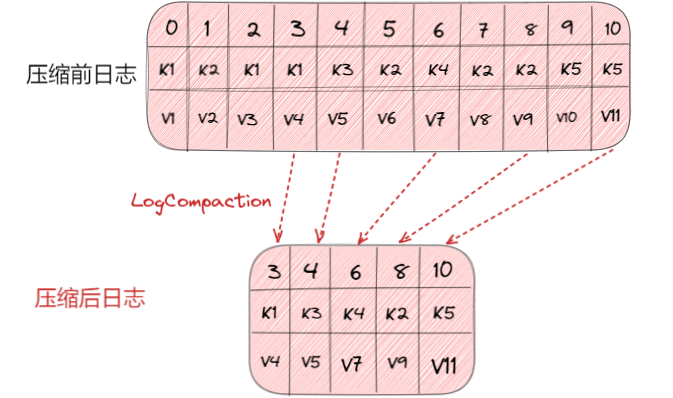 0 1 2 3 4 5 6 7 8 9 10
压缩前日志 K1 K2 K1 K1 K3 K2 K4 K2 K2 K5 K5
V1 V2 V3 V4 V5 V6 V7 V8 V9 V10 V11
LogCompaction
3 4 6 8 10
压缩后日志 K1 K3 K4 K2 K5
V4 V5 V7 V9 V11